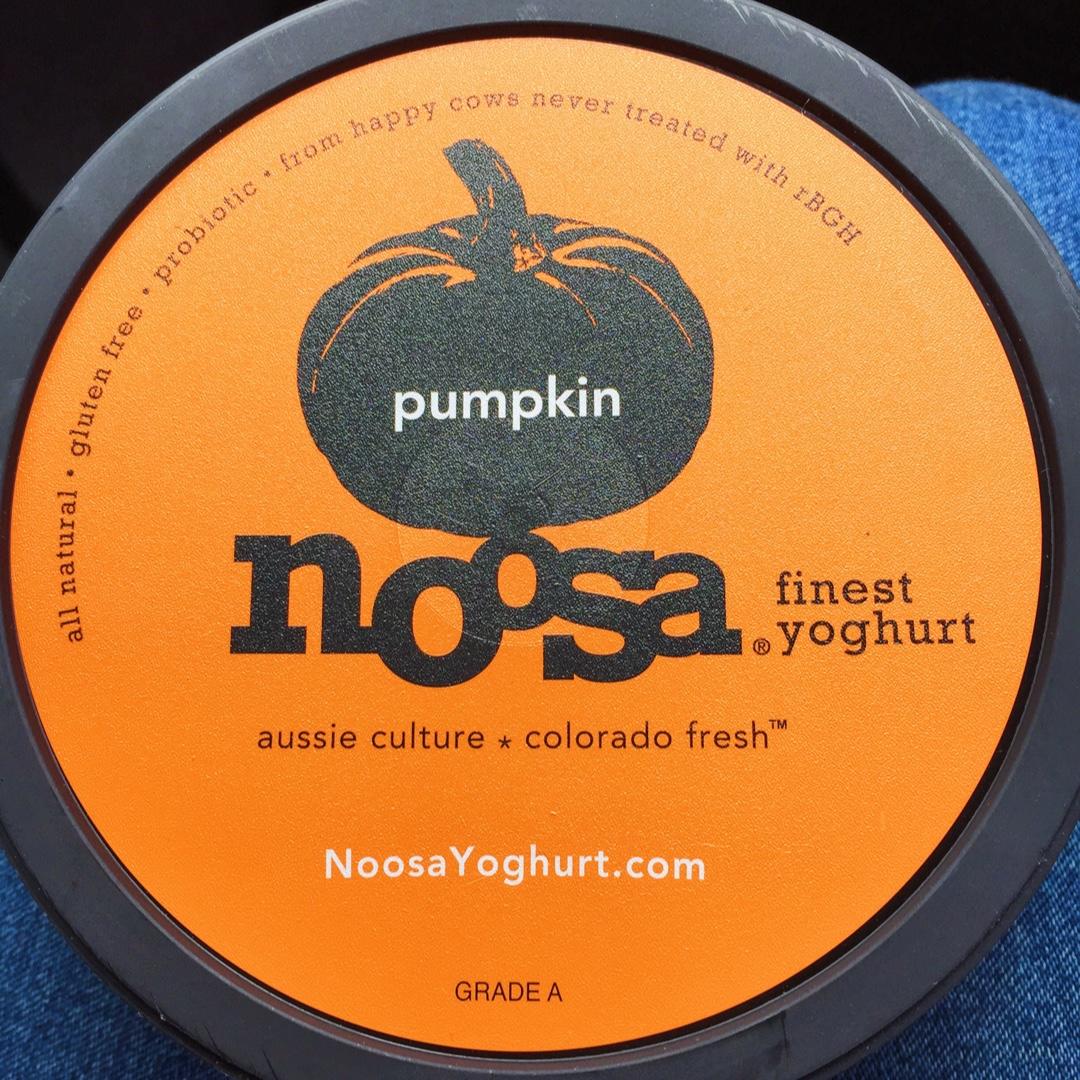 all natural • gluten free • probiotic • from happy cows never treated with rBGH
pumpkin
noosa® finest
yoghurt
aussie culture ★ colorado fresh™
NoosaYoghurt.com
GRADE A